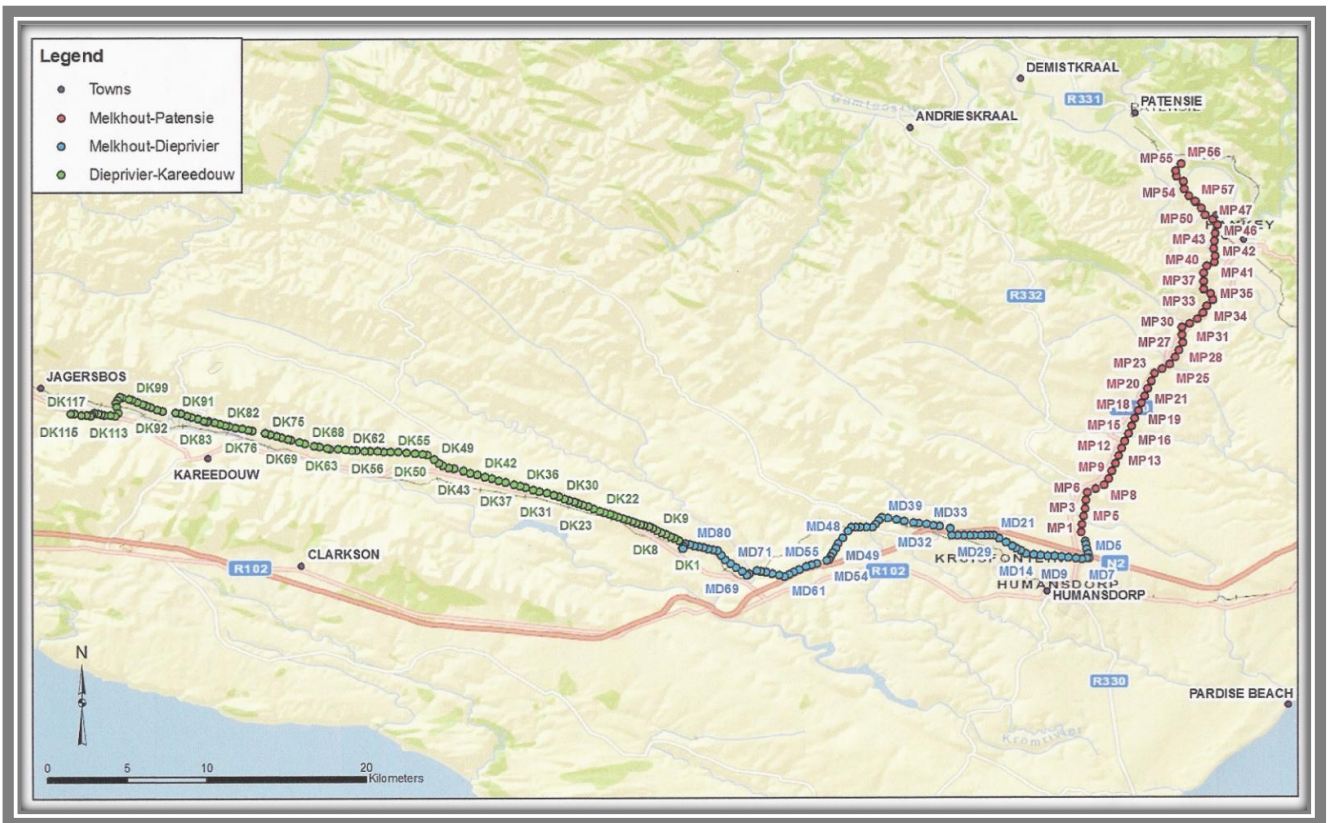 Legend
Towns
Melkhout-Patensie
Melkhout-Dieprivier
Dieprivier-Kareedouw
DEMISTKRAAL
R331
PATENSIE
PATENSIE
ANDRIESKRAAL
MP55
MP56
MP54
MP57
MP50
MP47
MP46
MP43
MP42
MP40
MP41
MP37
MP35
MP33
MP34
MP30
MP31
MP27
MP28
MP23
MP25
MP20
MP21
MP18
MP19
MP15
MP16
MP12
MP13
MP9
MP8
MP6
MP3
MP5
MP1
R332
JAGERSBOS
DK117
DK99
DK91
DK82
DK75
DK68
DK62
DK55
DK49
DK42
DK36
DK30
DK22
DK9
DK115
DK113
DK92
DK83
DK76
DK69
DK63
DK56
DK50
DK43
DK37
DK31
DK23
DK8
DK1
KAREEDOUW
MD80
MD71
MD55
MD48
MD39
MD33
MD21
MD5
MD69
MD61
MD54
MD49
MD32
MD29
MD14
MD9
MD7
N2
R102
KRUISFONTEIN
HUMANSDORP
HUMANSDORP
CLARKSON
R102
R330
PARDISE BEACH
Kromrivier
N
0 5 10 20
Kilometers